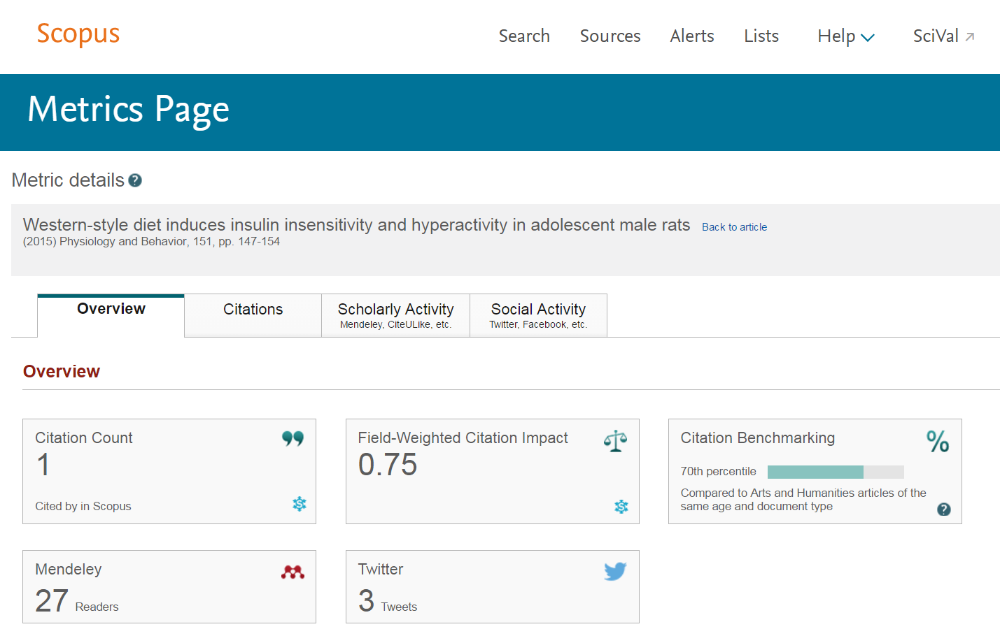 Scopus
Search Sources Alerts Lists Help SciVal
Metrics Page
Metric details ?
Western-style diet induces insulin insensitivity and hyperactivity in adolescent male rats Back to article
(2015) Physiology and Behavior, 151, pp. 147-154
Overview
Citations
Scholarly Activity
Mendeley, CiteULike, etc.
Social Activity
Twitter, Facebook, etc.
Overview
Citation Count
1
Cited by in Scopus
Field-Weighted Citation Impact
0.75
Citation Benchmarking
%
70th percentile
Compared to Arts and Humanities articles of the
same age and document type
?
Mendeley
27 Readers
Twitter
3 Tweets